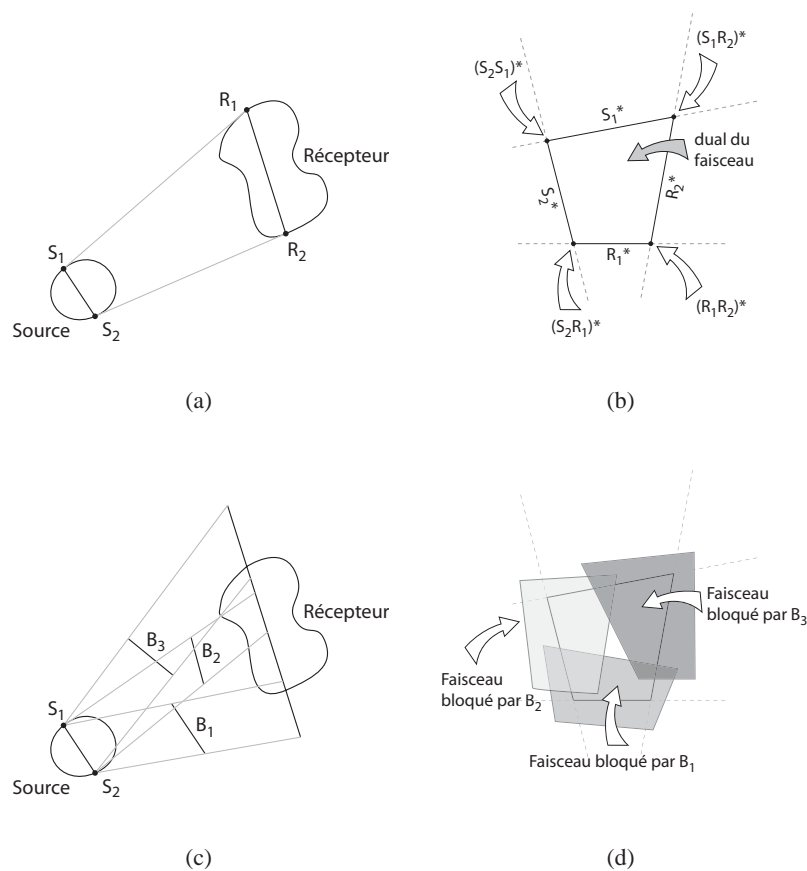 R₁
Récepteur
S₁
R₂
Source
S₂
(a)
(S₁R₂)*
(S₂S₁)*
S₁*
dual du
faisceau
S₂*
R₂*
R₁*
(S₂R₁)*
(R₁R₂)*
(b)
Récepteur
B₃
B₂
S₁
B₁
Source
S₂
(c)
Faisceau
bloqué par B₃
Faisceau
bloqué par B₂
Faisceau bloqué par B₁
(d)